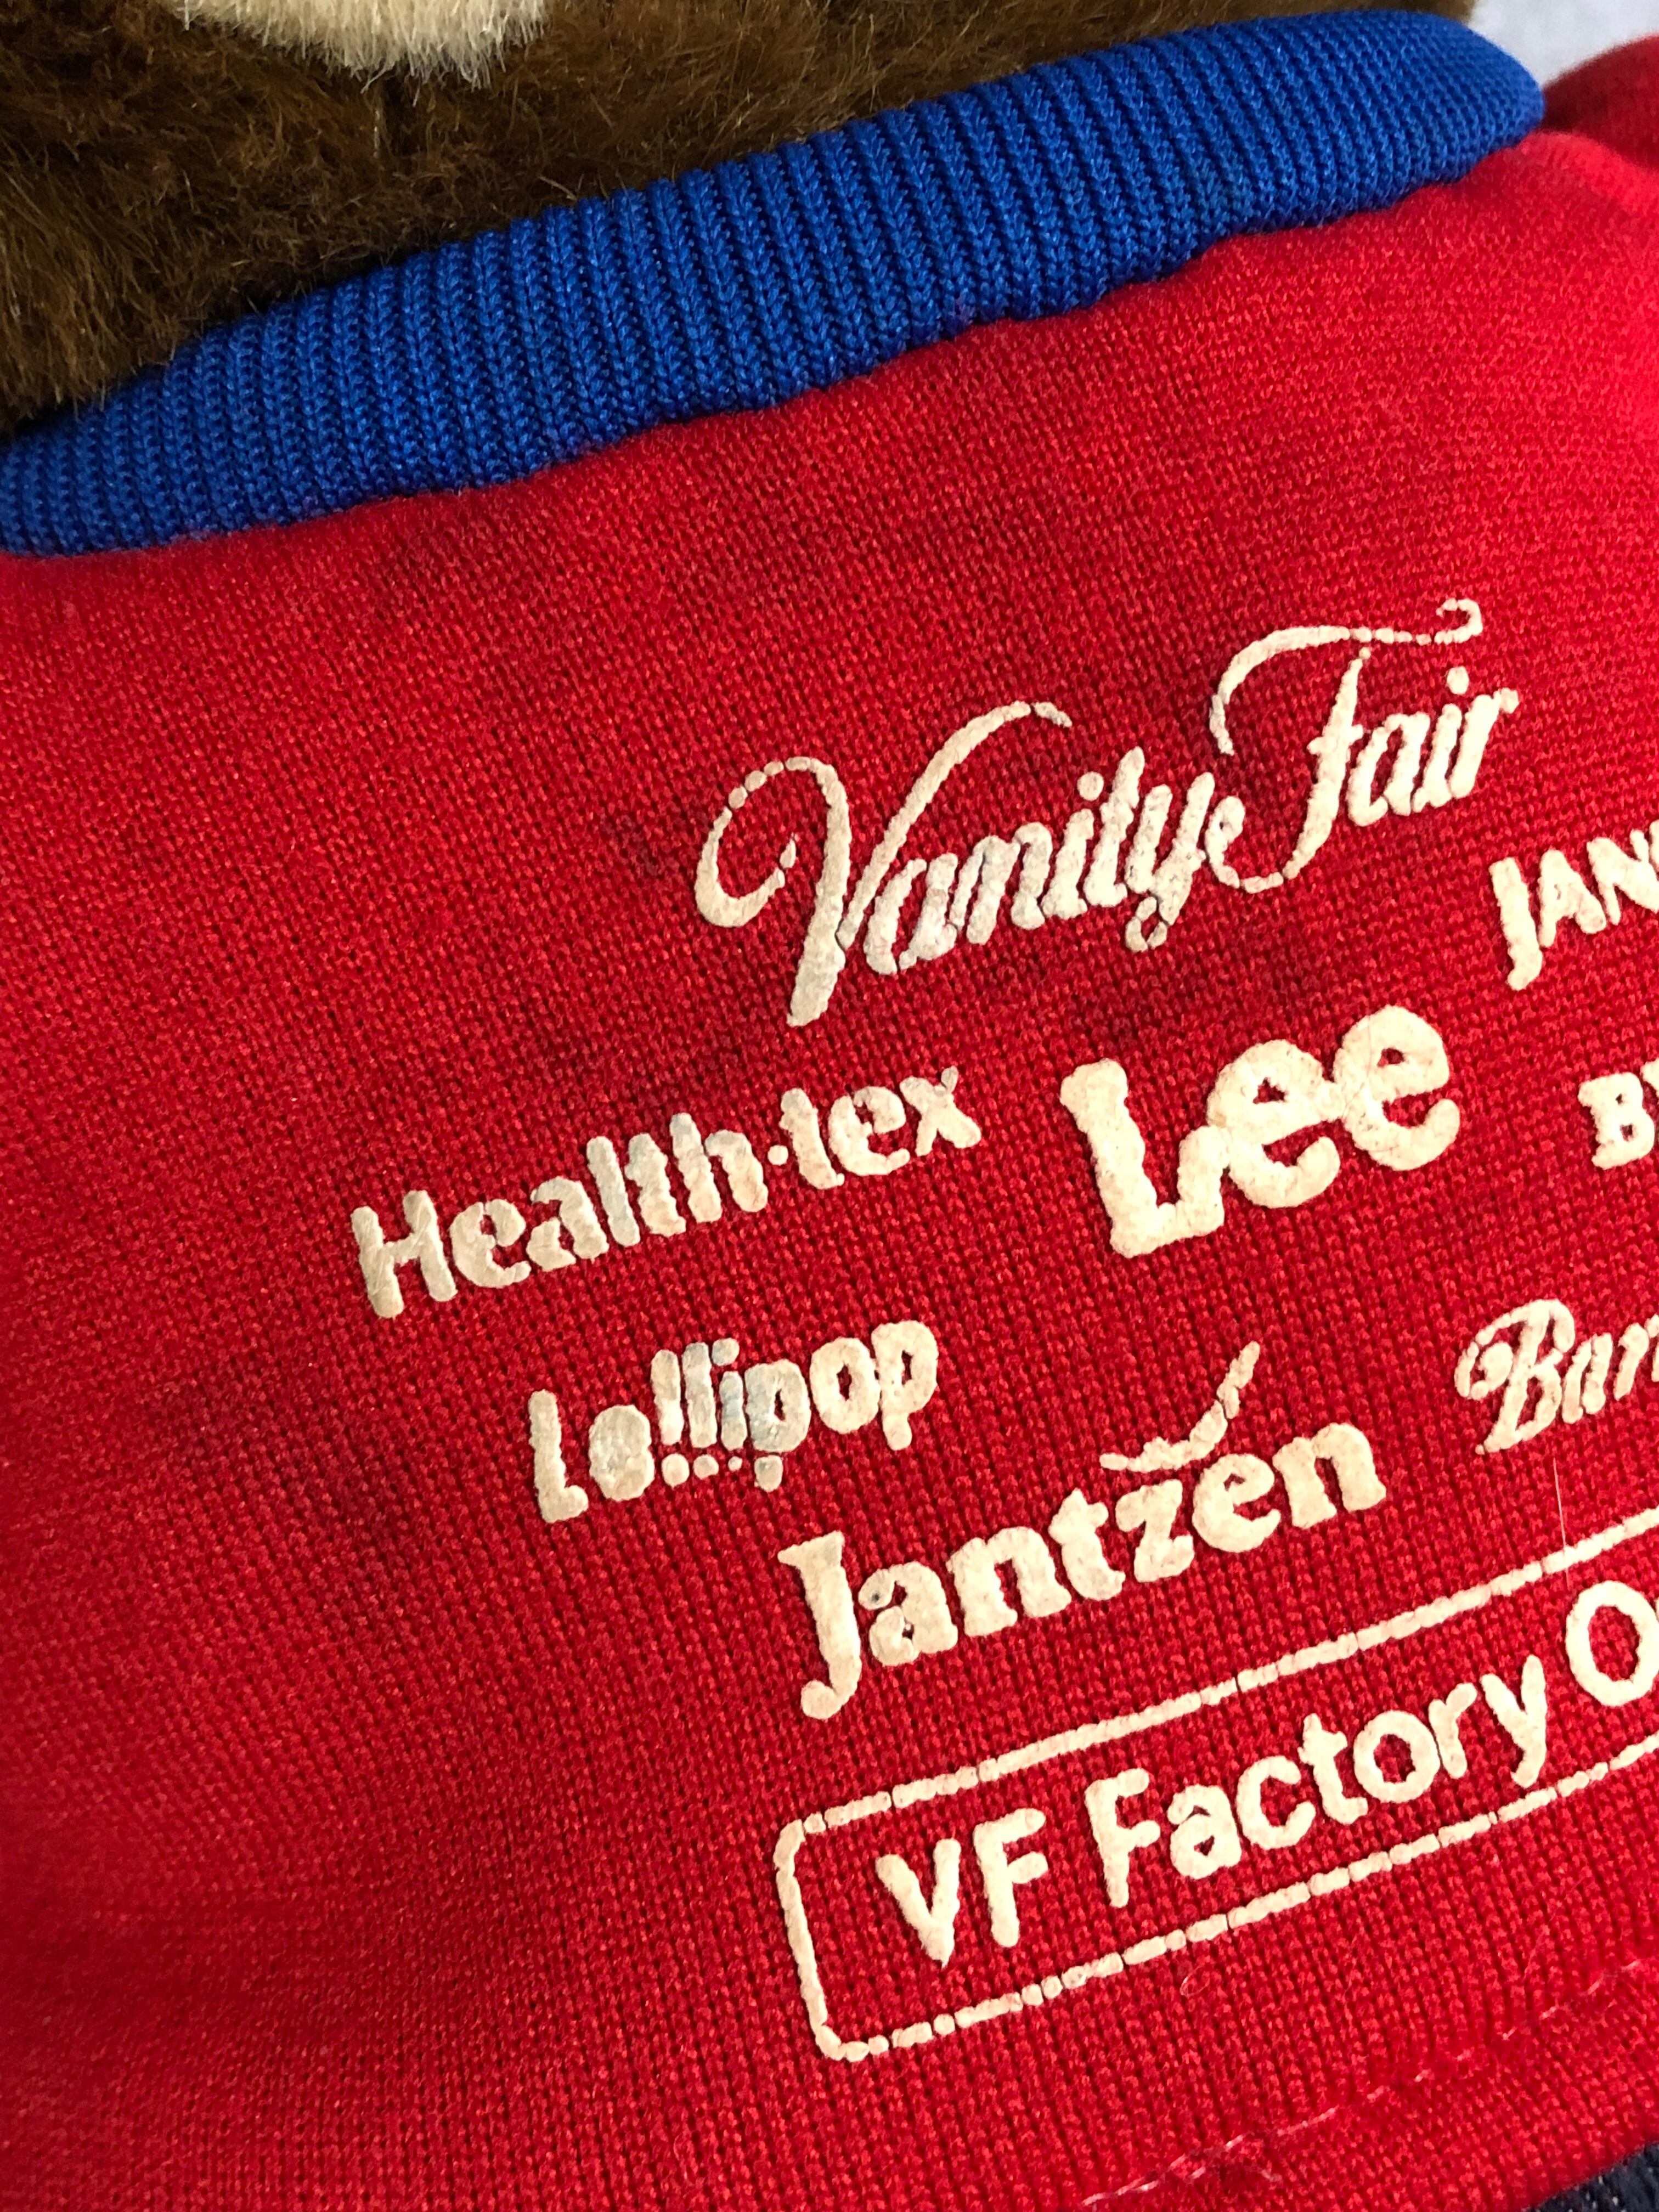 Vanity Fair
Health-tex Lee
Lollipop
Jantzen
VF Factory